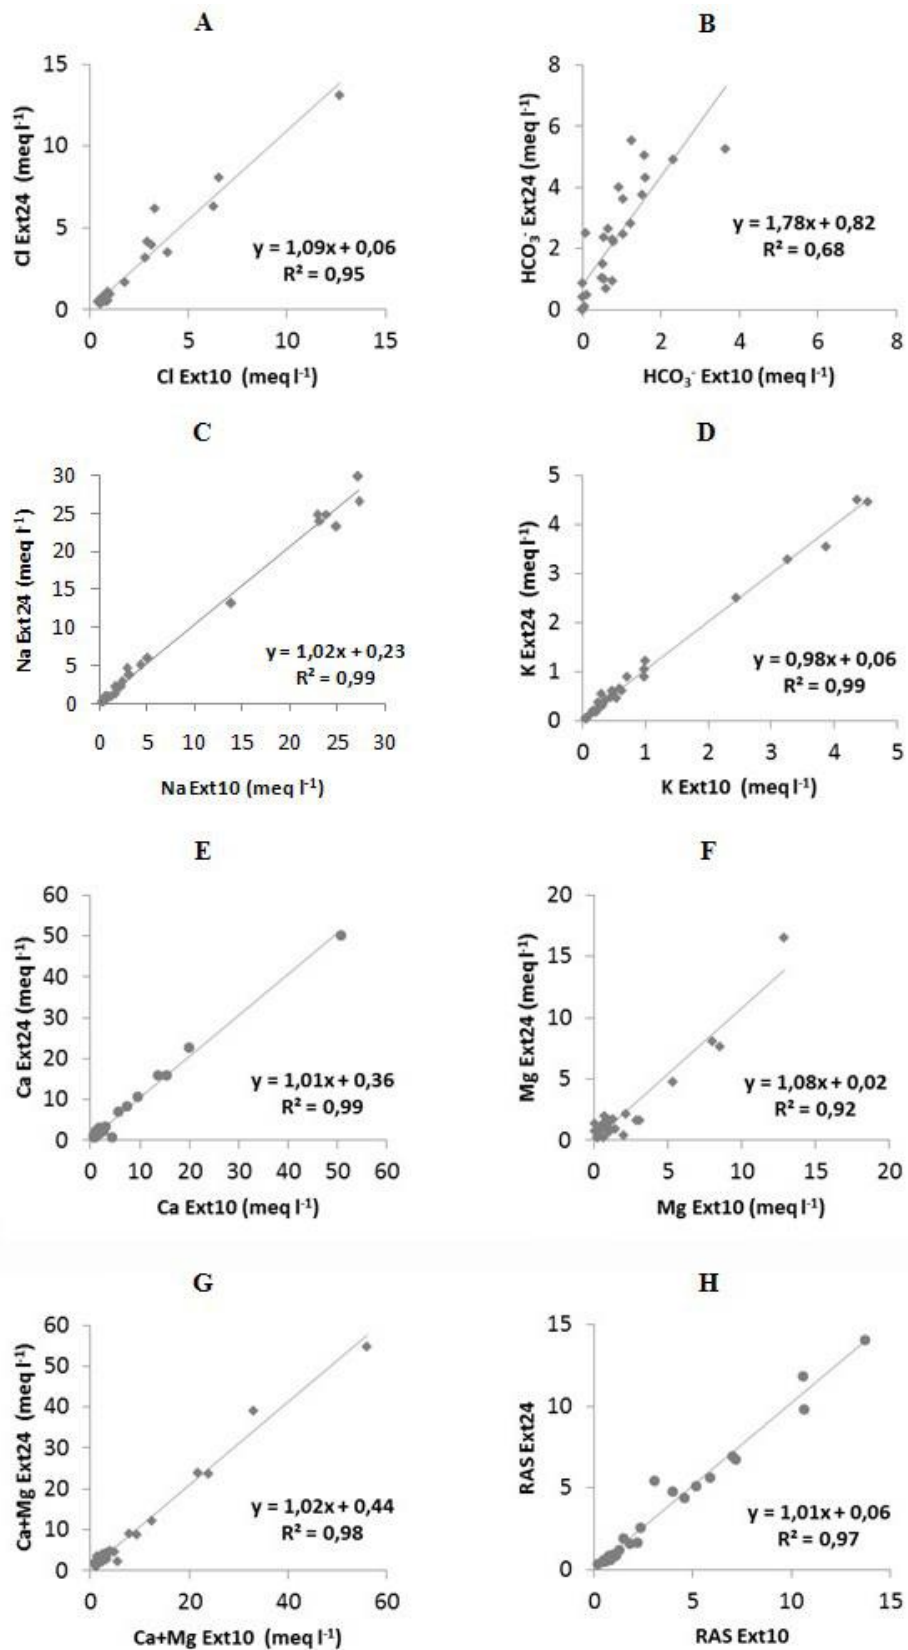 A
15
10
5
0
0 5 10 15
Cl Ext24 (meq l⁻¹)
y = 1,09x + 0,06
R² = 0,95
Cl Ext10 (meq l⁻¹)
B
8
6
4
2
0
0 2 4 6 8
HCO₃⁻ Ext24 (meq l⁻¹)
y = 1,78x + 0,82
R² = 0,68
HCO₃⁻ Ext10 (meq l⁻¹)
C
30
25
20
15
10
5
0
0 5 10 15 20 25 30
Na Ext24 (meq l⁻¹)
y = 1,02x + 0,23
R² = 0,99
Na Ext10 (meq l⁻¹)
D
5
4
3
2
1
0
0 1 2 3 4 5
K Ext24 (meq l⁻¹)
y = 0,98x + 0,06
R² = 0,99
K Ext10 (meq l⁻¹)
E
60
50
40
30
20
10
0
0 10 20 30 40 50 60
Ca Ext24 (meq l⁻¹)
y = 1,01x + 0,36
R² = 0,99
Ca Ext10 (meq l⁻¹)
F
20
15
10
5
0
0 5 10 15 20
Mg Ext24 (meq l⁻¹)
y = 1,08x + 0,02
R² = 0,92
Mg Ext10 (meq l⁻¹)
G
60
50
40
30
20
10
0
0 20 40 60
Ca+Mg Ext24 (meq l⁻¹)
y = 1,02x + 0,44
R² = 0,98
Ca+Mg Ext10 (meq l⁻¹)
H
15
10
5
0
0 5 10 15
RAS Ext24
y = 1,01x + 0,06
R² = 0,97
RAS Ext10